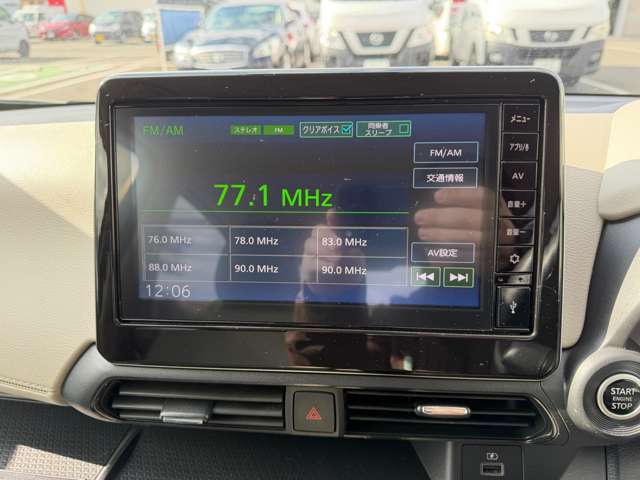 FM/AM ステレオ FM クリアボイス 同乗者スリープ
メニュー
FM/AM
アプリ/🎤︎
交通情報
AV
77.1 MHz
音量+
76.0 MHz 78.0 MHz 83.0 MHz
音量-
AV設定
88.0 MHz 90.0 MHz 90.0 MHz
12:06
START
ENGINE
STOP